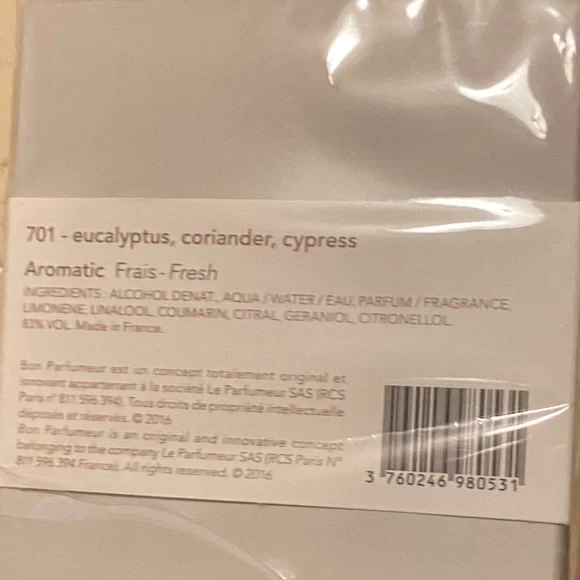 701 - eucalyptus, coriander, cypress
Aromatic Frais-Fresh
INGREDIENTS : ALCOHOL DENAT., AQUA / WATER / EAU, PARFUM / FRAGRANCE,
LIMONENE, LINALOOL, COUMARIN, CITRAL, GERANIOL, CITRONELLOL.
83% VOL. Made in France.
Bon Parfumeur est un concept totalement original et
innovant appartenant à la société Le Parfumeur SAS (RCS
Paris n° 811 596 394). Tous droits de propriété intellectuelle
déposés et réservés. © 2016
Bon Parfumeur is an original and innovative concept
belonging to the company Le Parfumeur SAS (RCS Paris N°
811 596 394 France). All rights reserved. © 2016
3 760246 980531